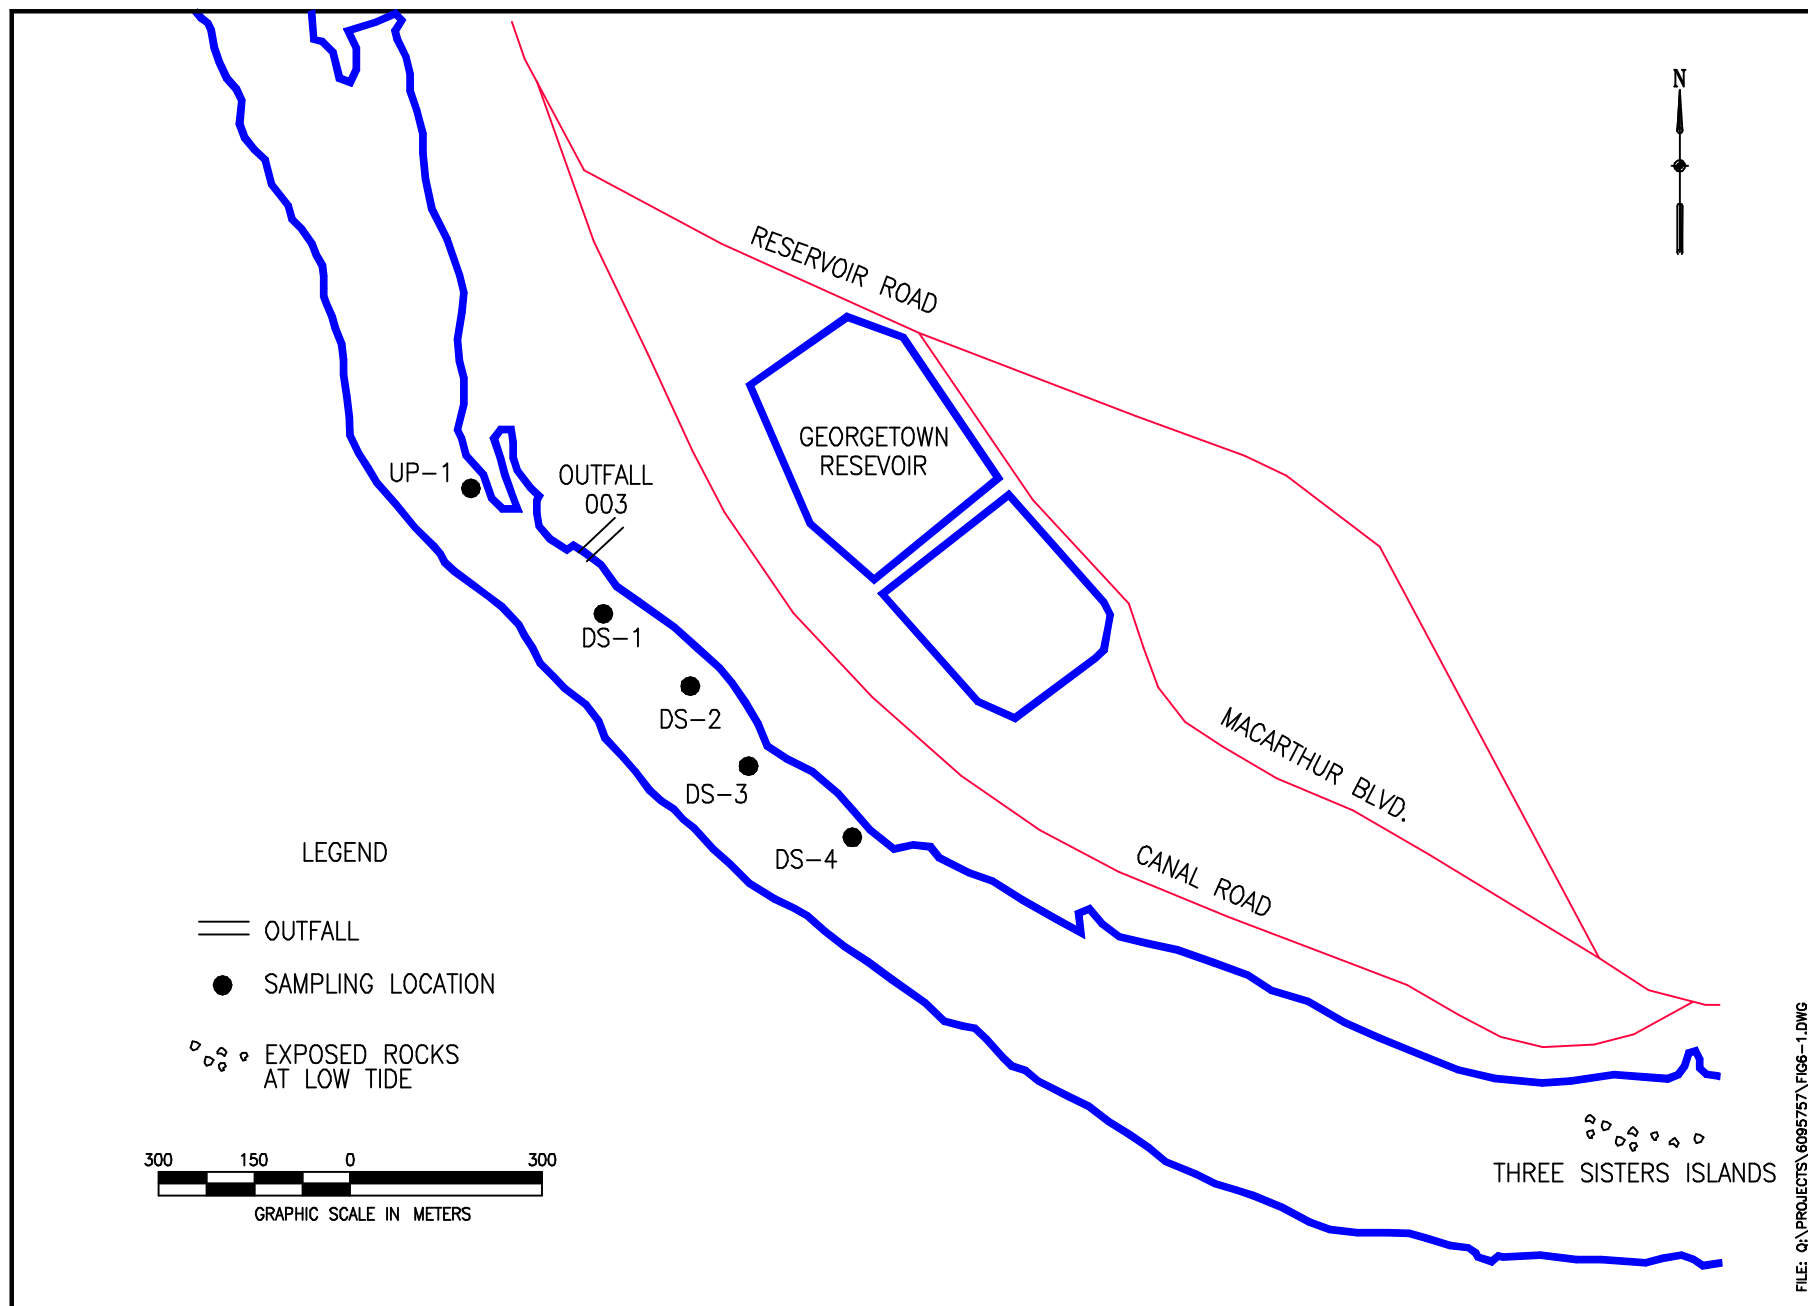 N
RESERVOIR ROAD
GEORGETOWN
RESEVOIR
UP-1
OUTFALL
003
DS-1
DS-2
DS-3
DS-4
MACARTHUR BLVD.
CANAL ROAD
LEGEND
OUTFALL
SAMPLING LOCATION
EXPOSED ROCKS
AT LOW TIDE
300 150 0 300
GRAPHIC SCALE IN METERS
THREE SISTERS ISLANDS
FILE: Q:\PROJECTS\6095757\FIG6-1.DWG